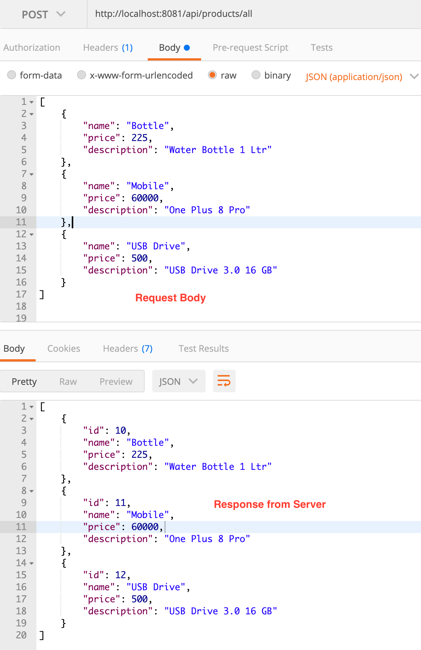 POST http://localhost:8081/api/products/all
Authorization Headers (1) Body Pre-request Script Tests
form-data x-www-form-urlencoded raw binary JSON (application/json)
1 [
2 {
3 "name": "Bottle",
4 "price": 225,
5 "description": "Water Bottle 1 Ltr"
6 },
7 {
8 "name": "Mobile",
9 "price": 60000,
10 "description": "One Plus 8 Pro"
11 },
12 {
13 "name": "USB Drive",
14 "price": 500,
15 "description": "USB Drive 3.0 16 GB"
16 }
17 ] Request Body
18
19
Body Cookies Headers (7) Test Results
Pretty Raw Preview JSON
1 [
2 {
3 "id": 10,
4 "name": "Bottle",
5 "price": 225,
6 "description": "Water Bottle 1 Ltr"
7 },
8 {
9 "id": 11, Response from Server
10 "name": "Mobile",
11 "price": 60000,
12 "description": "One Plus 8 Pro"
13 },
14 {
15 "id": 12,
16 "name": "USB Drive",
17 "price": 500,
18 "description": "USB Drive 3.0 16 GB"
19 }
20 ]